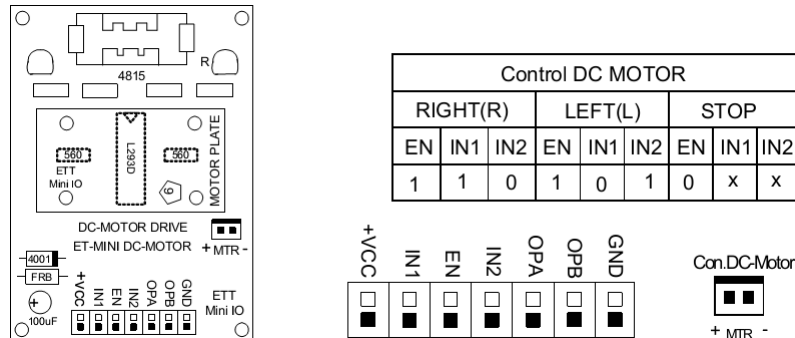 R
4815
560
L293D
560
MOTOR PLATE
ETT
Mini IO
9
DC-MOTOR DRIVE
ET-MINI DC-MOTOR
+ MTR -
4001
FRB
+
100uF
+VCC IN1 EN IN2 OPA OPB GND
ETT
Mini IO
Control DC MOTOR
RIGHT(R) LEFT(L) STOP
EN IN1 IN2 EN IN1 IN2 EN IN1 IN2
1 1 0 1 0 1 0 x x
+VCC IN1 EN IN2 OPA OPB GND
Con.DC-Motor
+ MTR -